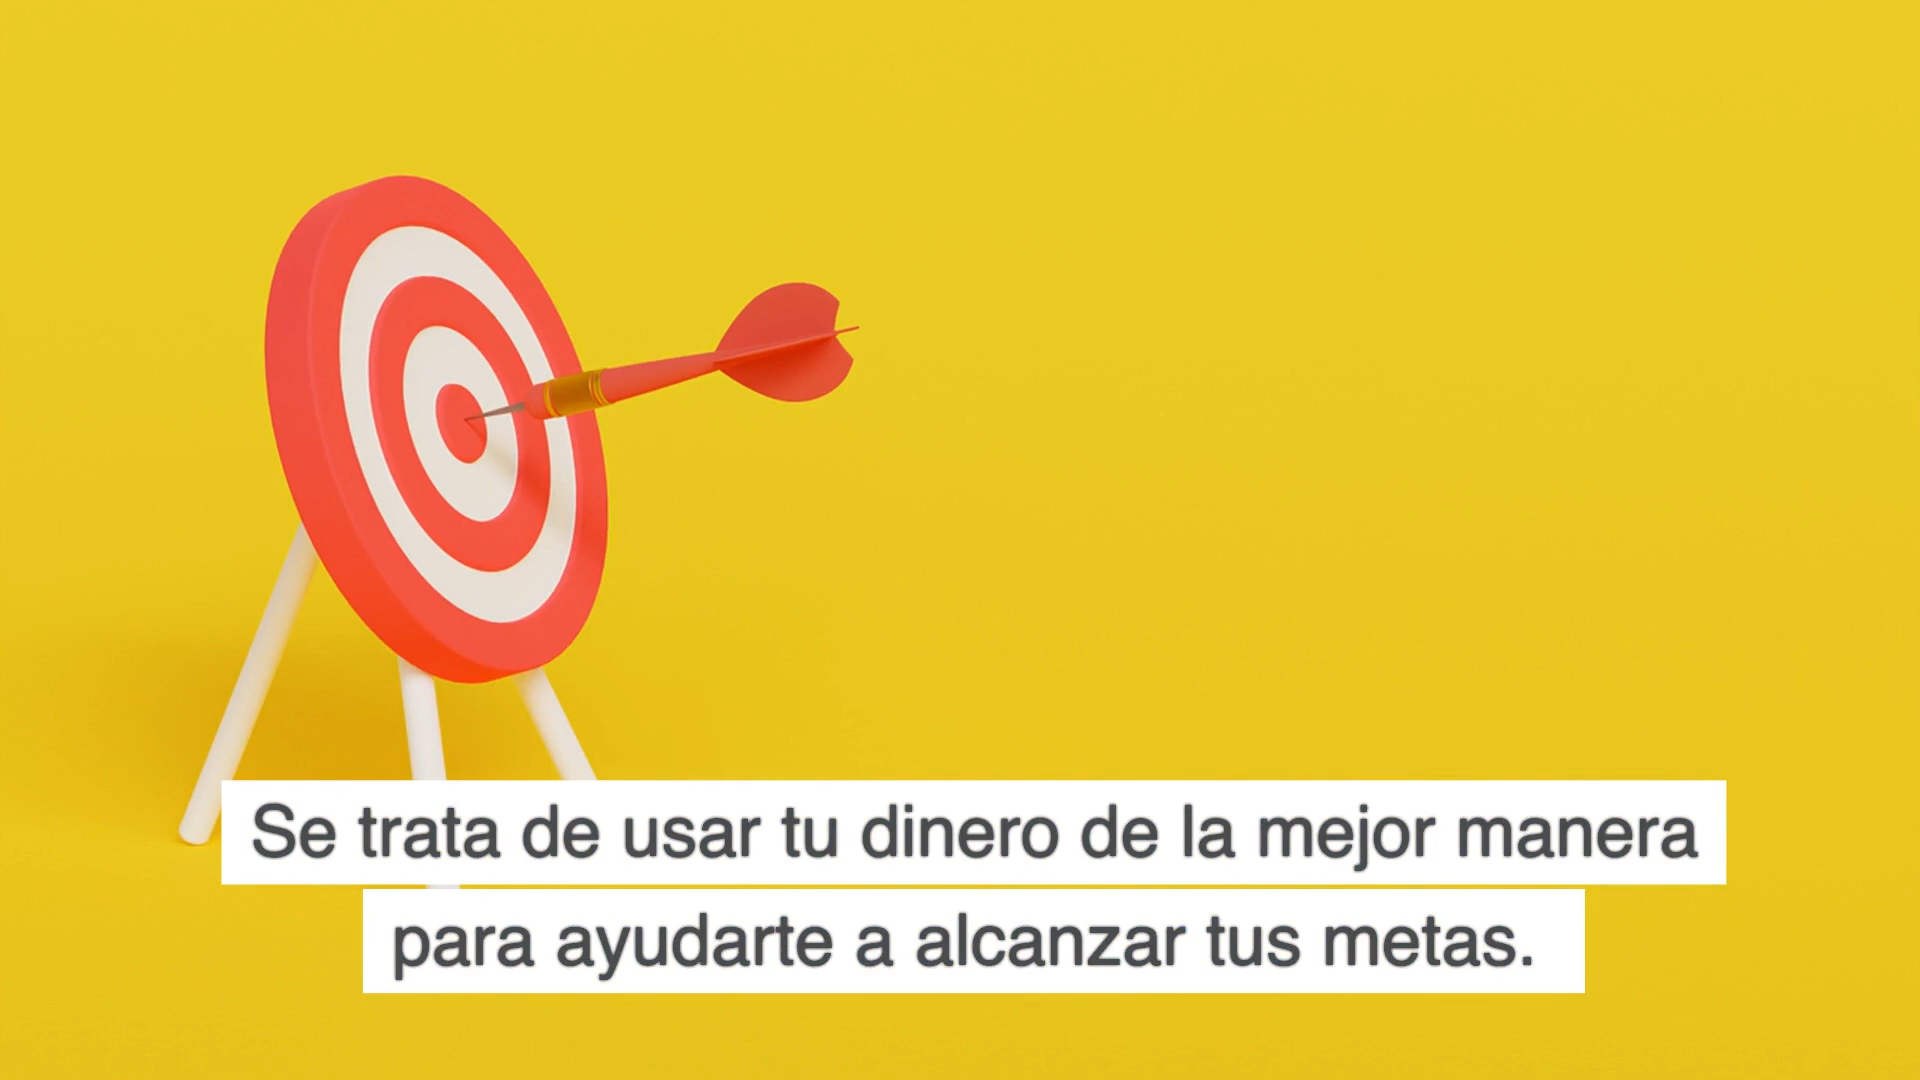 Se trata de usar tu dinero de la mejor manera
para ayudarte a alcanzar tus metas.